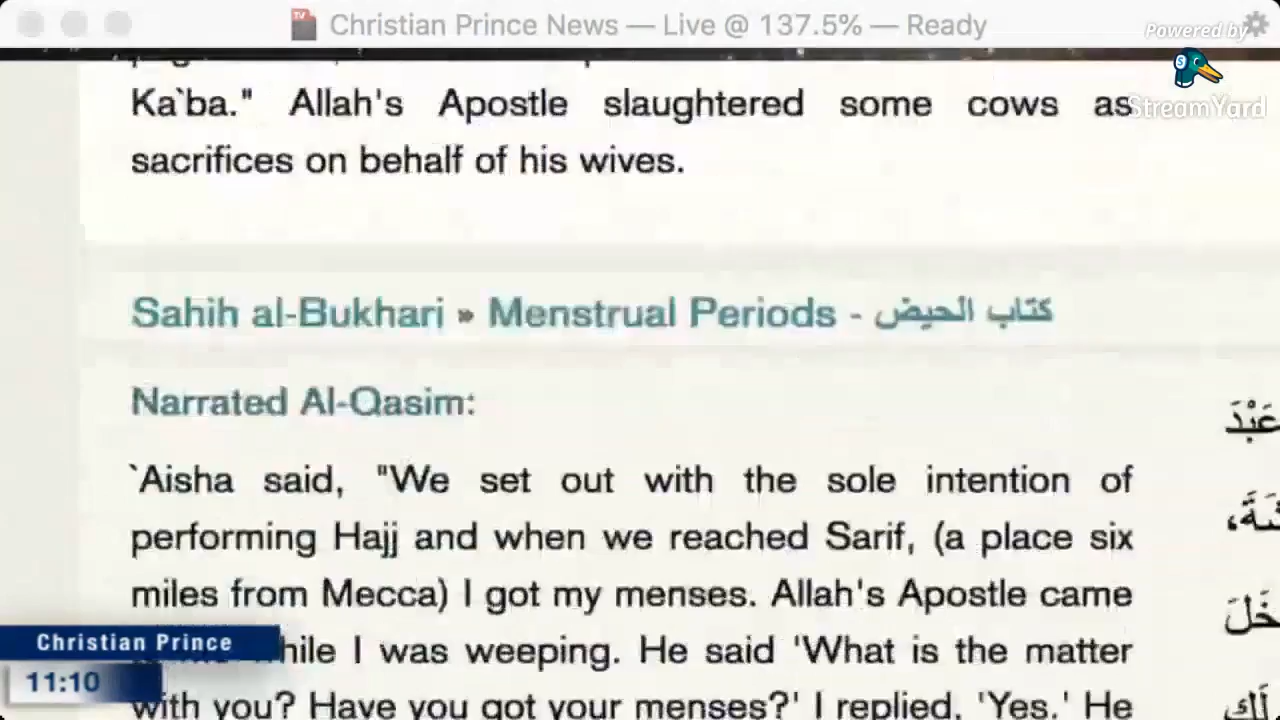 Christian Prince News — Live @ 137.5% — Ready
Powered by
StreamYard
Ka`ba." Allah's Apostle slaughtered some cows as
sacrifices on behalf of his wives.
Sahih al-Bukhari » Menstrual Periods - كتاب الحيض
Narrated Al-Qasim:
عَبْدَ
`Aisha said, "We set out with the sole intention of
performing Hajj and when we reached Sarif, (a place six
miles from Mecca) I got my menses. Allah's Apostle came
while I was weeping. He said 'What is the matter
with you? Have you got your menses?' I replied, 'Yes.' He
Christian Prince
11:10